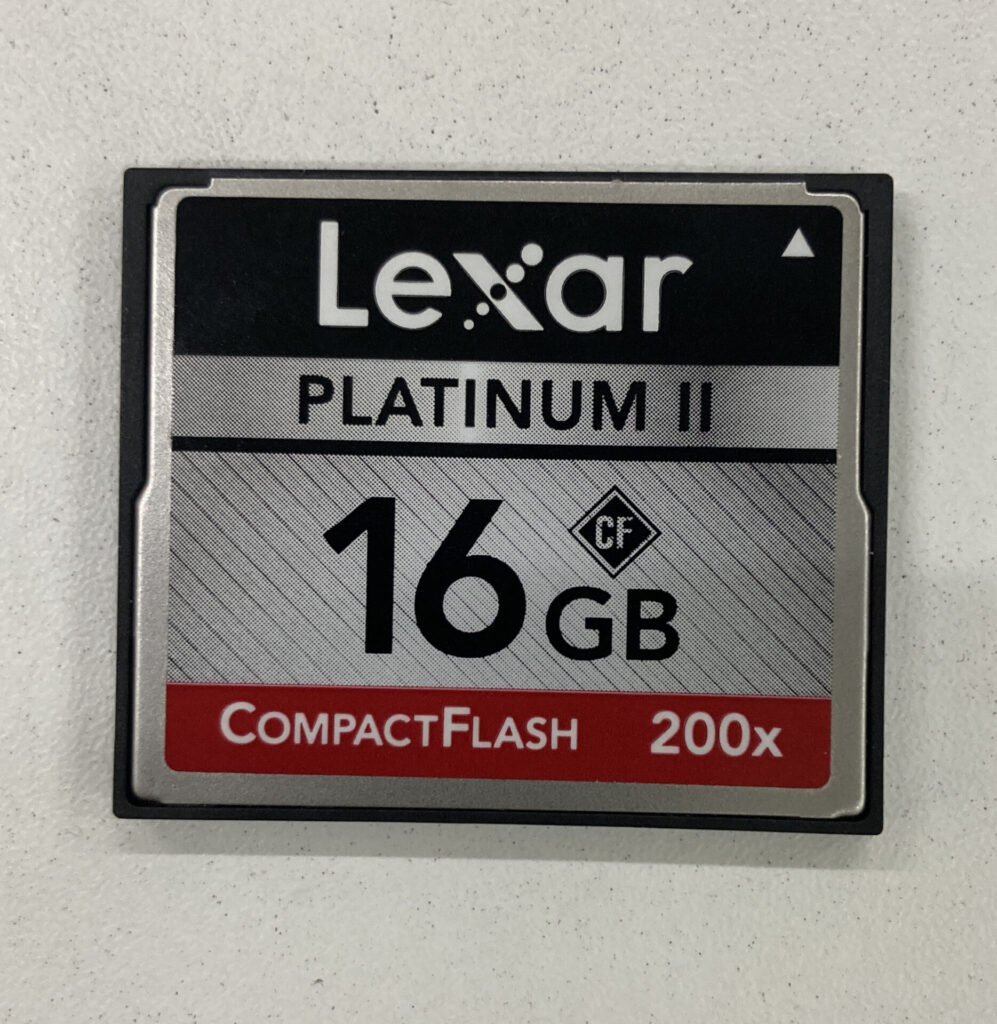 Lexar
PLATINUM II
CF
16 GB
COMPACTFLASH 200x